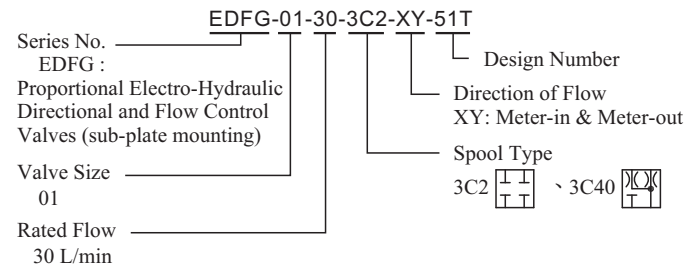 EDFG-01-30-3C2-XY-51T
Series No.
EDFG :
Proportional Electro-Hydraulic
Directional and Flow Control
Valves (sub-plate mounting)
Valve Size
01
Rated Flow
30 L/min
Design Number
Direction of Flow
XY: Meter-in & Meter-out
Spool Type
3C2 、3C40